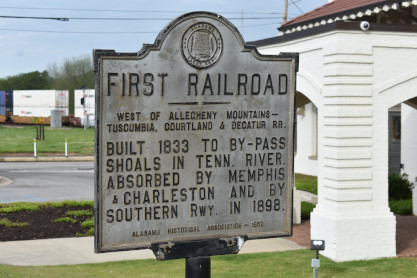 FIRST RAILROAD
WEST OF ALLEGHENY MOUNTAINS—
TUSCUMBIA, COURTLAND & DECATUR RR.
BUILT 1833 TO BY-PASS
SHOALS IN TENN. RIVER.
ABSORBED BY MEMPHIS
& CHARLESTON AND BY
SOUTHERN RWY. IN 1898.
ALABAMA HISTORICAL ASSOCIATION - 1952